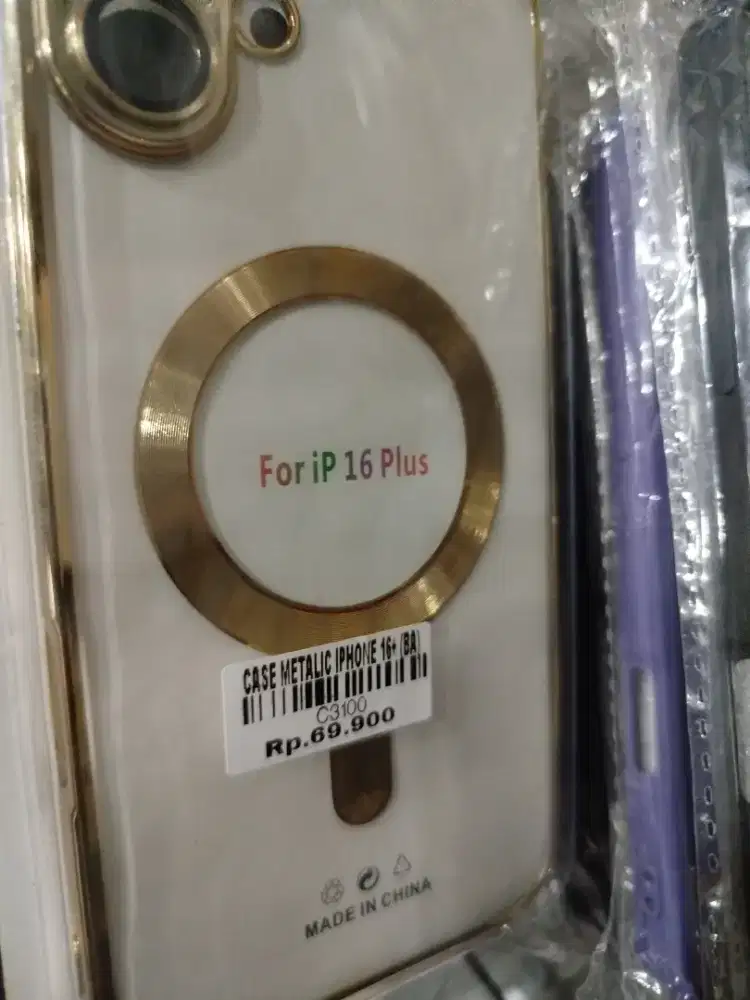 For iP 16 Plus
CASE METALIC IPHONE 16+ (BA)
C3100
Rp.69.900
MADE IN CHINA